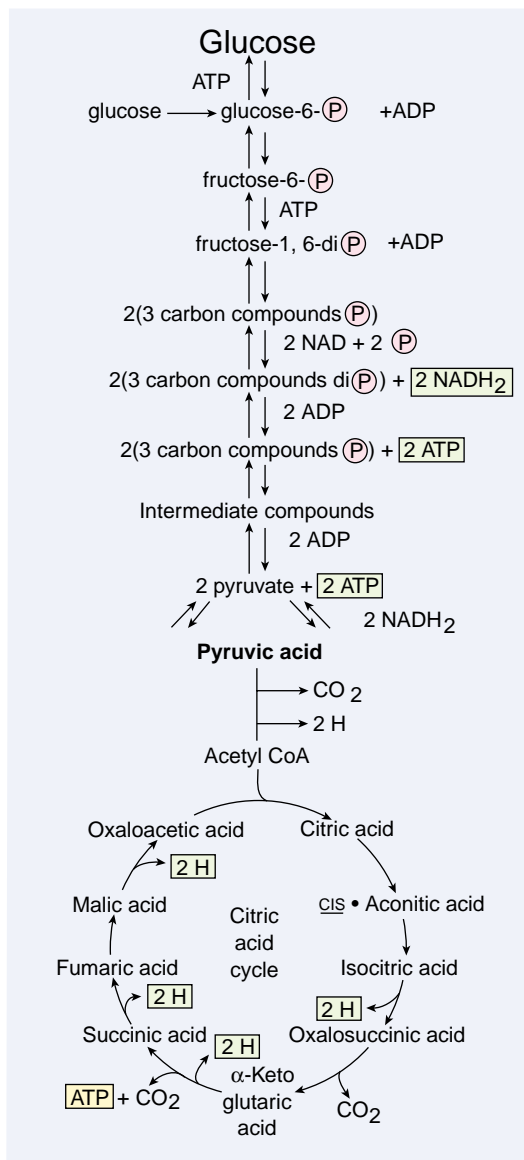 Glucose
ATP
glucose glucose-6-P +ADP
fructose-6-P
ATP
fructose-1, 6-di P +ADP
2(3 carbon compounds P)
2 NAD + 2 P
2(3 carbon compounds di P) + 2 NADH2
2 ADP
2(3 carbon compounds P) + 2 ATP
Intermediate compounds
2 ADP
2 pyruvate + 2 ATP
2 NADH2
Pyruvic acid
CO2
2 H
Acetyl CoA
Oxaloacetic acid Citric acid
2 H
Malic acid
CIS • Aconitic acid
Citric
acid
cycle
Fumaric acid
Isocitric acid
2 H
2 H
Succinic acid
Oxalosuccinic acid
2 H
α-Keto
glutaric
acid
ATP + CO2
CO2